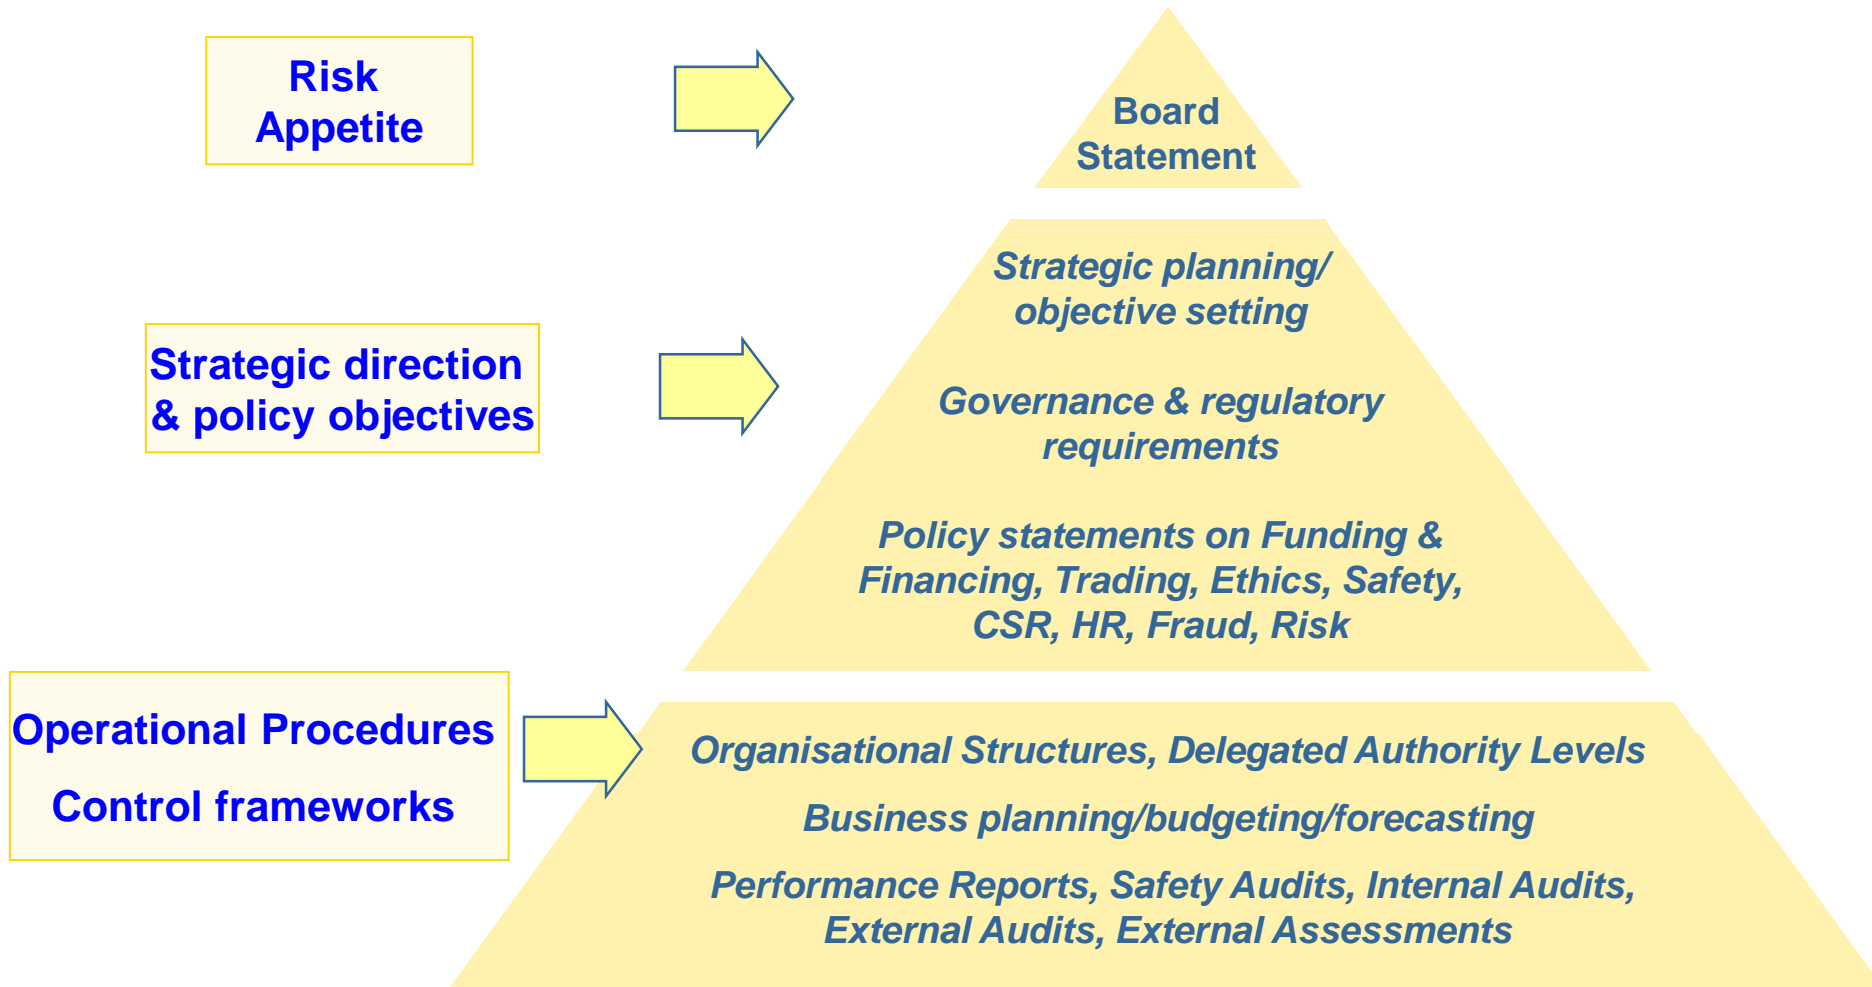 Risk
Appetite
Board
Statement
Strategic planning/
objective setting
Strategic direction
& policy objectives
Governance & regulatory
requirements
Policy statements on Funding &
Financing, Trading, Ethics, Safety,
CSR, HR, Fraud, Risk
Operational Procedures
Control frameworks
Organisational Structures, Delegated Authority Levels
Business planning/budgeting/forecasting
Performance Reports, Safety Audits, Internal Audits,
External Audits, External Assessments